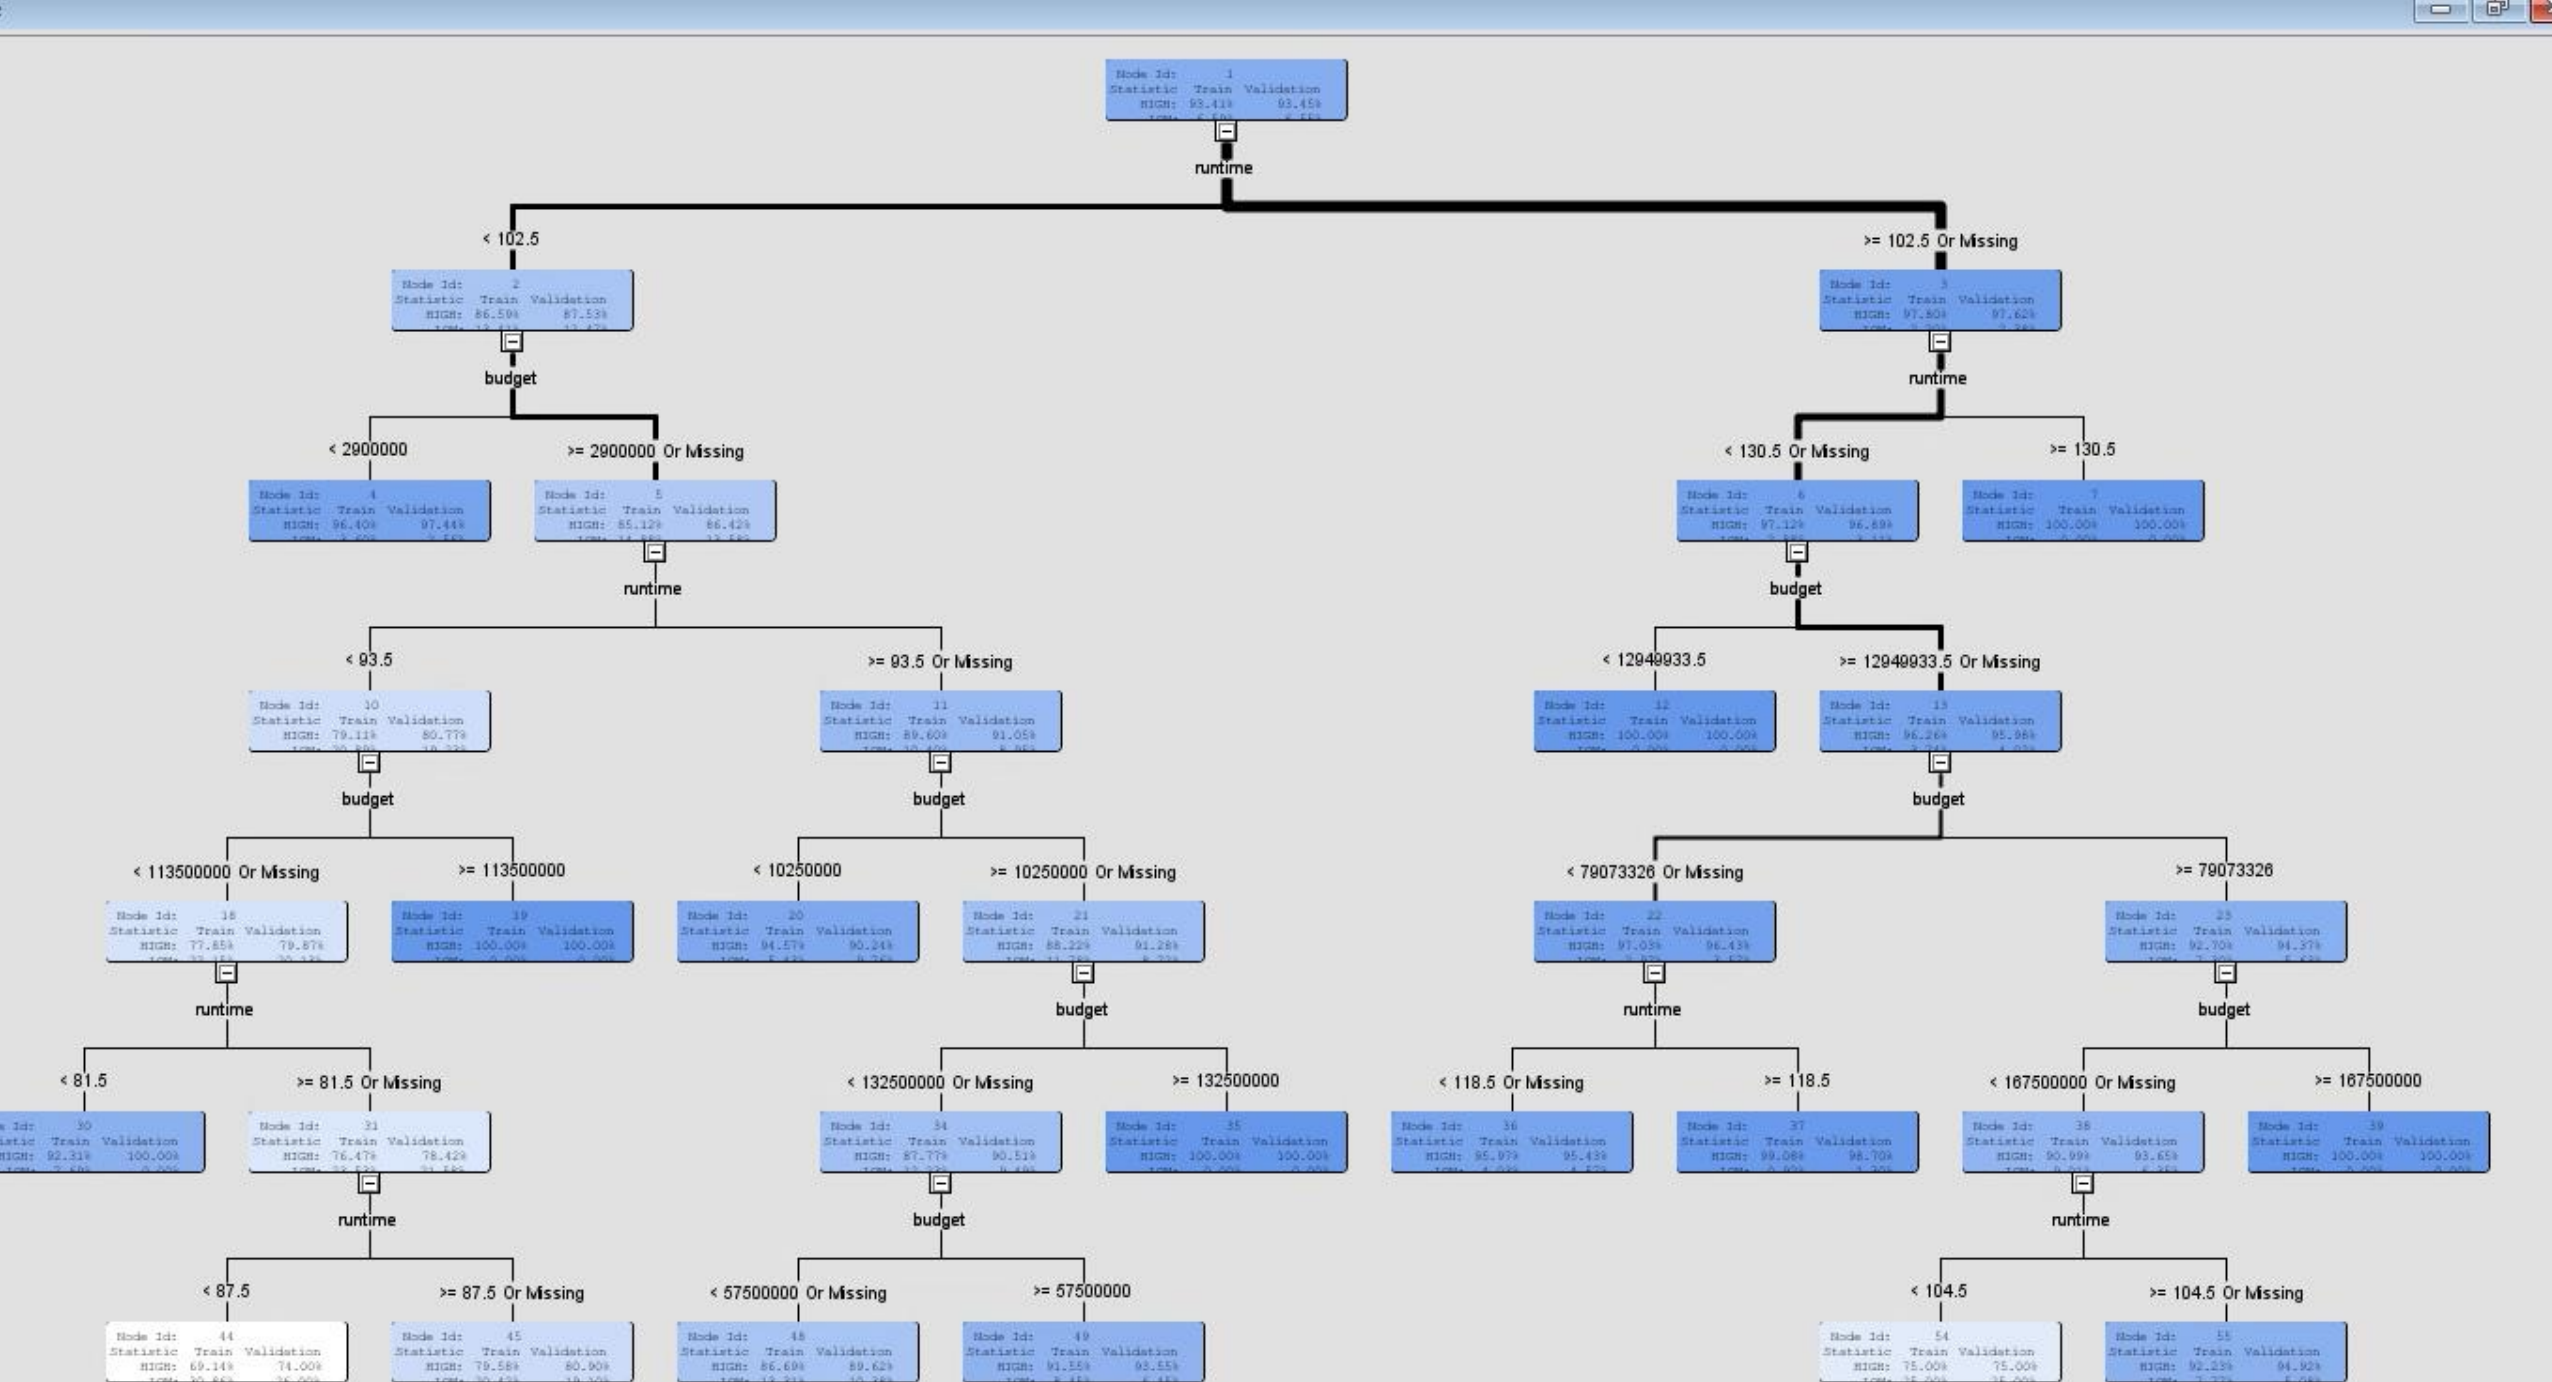 Node Id: 1
Statistic Train Validation
HIGH: 93.41% 93.45%
runtime
< 102.5
>= 102.5 Or Missing
Node Id: 2
Statistic Train Validation
HIGH: 86.59% 87.53%
Node Id: 3
Statistic Train Validation
HIGH: 97.80% 97.62%
budget
runtime
< 2900000
>= 2900000 Or Missing
< 130.5 Or Missing
>= 130.5
Node Id: 4
Statistic Train Validation
HIGH: 96.40% 97.44%
Node Id: 5
Statistic Train Validation
HIGH: 85.12% 86.42%
Node Id: 6
Statistic Train Validation
HIGH: 97.12% 96.89%
Node Id: 7
Statistic Train Validation
HIGH: 100.00% 100.00%
runtime
budget
< 93.5
>= 93.5 Or Missing
< 12949933.5
>= 12949933.5 Or Missing
Node Id: 10
Statistic Train Validation
HIGH: 79.11% 80.77%
Node Id: 11
Statistic Train Validation
HIGH: 89.60% 91.05%
Node Id: 12
Statistic Train Validation
HIGH: 100.00% 100.00%
Node Id: 13
Statistic Train Validation
HIGH: 96.26% 95.98%
budget
budget
budget
< 113500000 Or Missing
>= 113500000
< 10250000
>= 10250000 Or Missing
< 79073326 Or Missing
>= 79073326
Node Id: 18
Statistic Train Validation
HIGH: 77.85% 79.87%
Node Id: 19
Statistic Train Validation
HIGH: 100.00% 100.00%
Node Id: 20
Statistic Train Validation
HIGH: 94.57% 90.24%
Node Id: 21
Statistic Train Validation
HIGH: 88.22% 91.28%
Node Id: 22
Statistic Train Validation
HIGH: 97.03% 96.43%
Node Id: 23
Statistic Train Validation
HIGH: 92.70% 94.37%
runtime
budget
runtime
budget
< 81.5
>= 81.5 Or Missing
< 132500000 Or Missing
>= 132500000
< 118.5 Or Missing
>= 118.5
< 167500000 Or Missing
>= 167500000
Id: 30
Train Validation
HIGH: 92.31% 100.00%
Node Id: 31
Statistic Train Validation
HIGH: 76.47% 78.42%
Node Id: 34
Statistic Train Validation
HIGH: 87.77% 90.51%
Node Id: 35
Statistic Train Validation
HIGH: 100.00% 100.00%
Node Id: 36
Statistic Train Validation
HIGH: 95.97% 95.43%
Node Id: 37
Statistic Train Validation
HIGH: 99.08% 98.70%
Node Id: 38
Statistic Train Validation
HIGH: 90.99% 93.65%
Node Id: 39
Statistic Train Validation
HIGH: 100.00% 100.00%
runtime
budget
runtime
< 87.5
>= 87.5 Or Missing
< 57500000 Or Missing
>= 57500000
< 104.5
>= 104.5 Or Missing
Node Id: 44
Statistic Train Validation
HIGH: 69.14% 74.00%
Node Id: 45
Statistic Train Validation
HIGH: 79.58% 80.90%
Node Id: 48
Statistic Train Validation
HIGH: 86.69% 89.62%
Node Id: 49
Statistic Train Validation
HIGH: 91.55% 93.55%
Node Id: 54
Statistic Train Validation
HIGH: 75.00% 75.00%
Node Id: 55
Statistic Train Validation
HIGH: 92.23% 94.92%